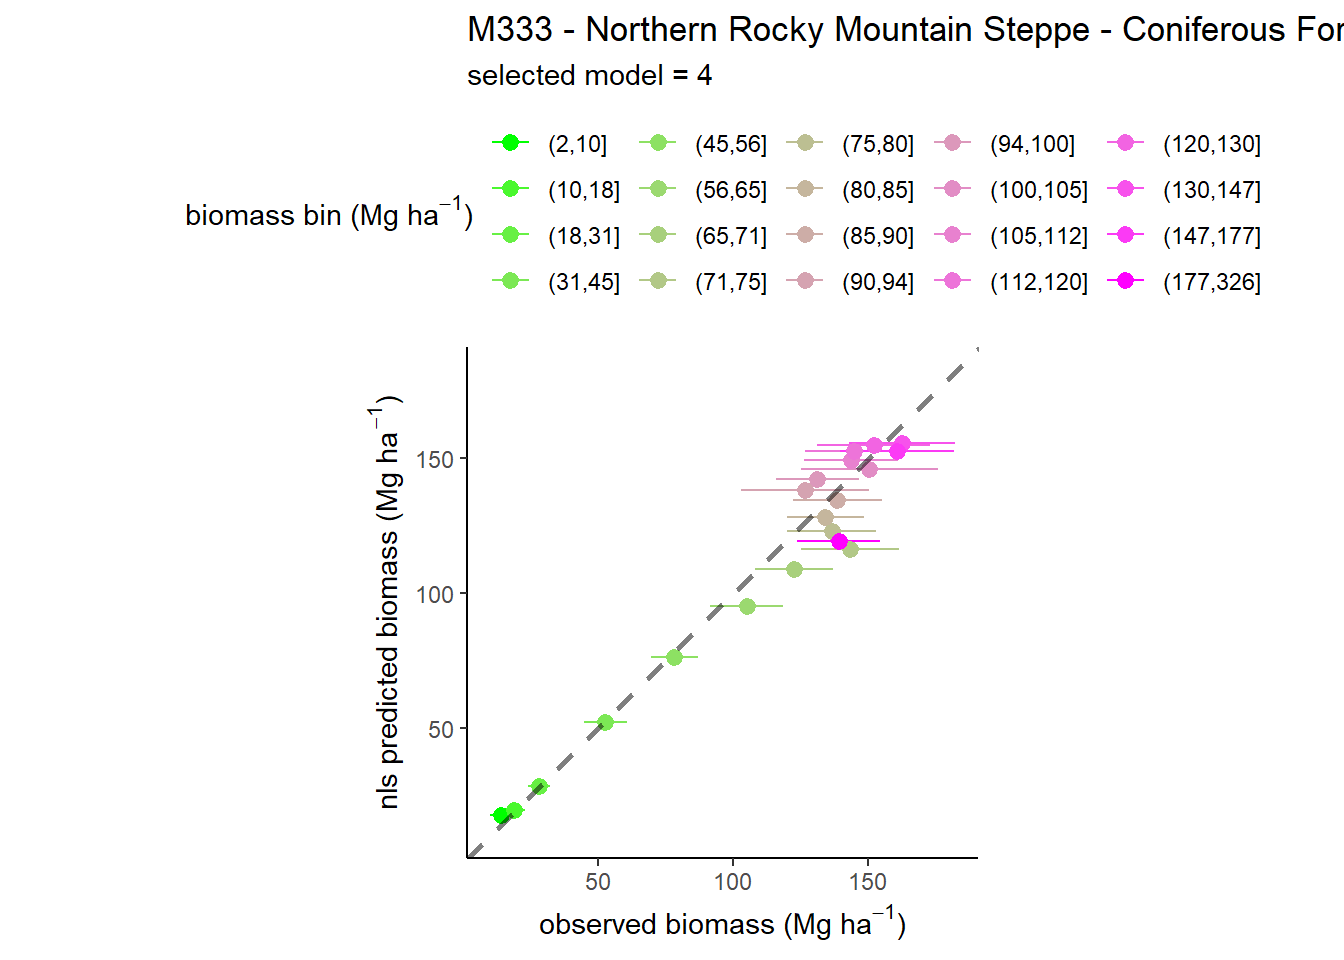 M333 - Northern Rocky Mountain Steppe - Coniferous For
selected model = 4
biomass bin (Mg ha⁻¹)
(2,10] (45,56] (75,80] (94,100] (120,130]
(10,18] (56,65] (80,85] (100,105] (130,147]
(18,31] (65,71] (85,90] (105,112] (147,177]
(31,45] (71,75] (90,94] (112,120] (177,326]
nls predicted biomass (Mg ha⁻¹)
150
100
50
50 100 150
observed biomass (Mg ha⁻¹)